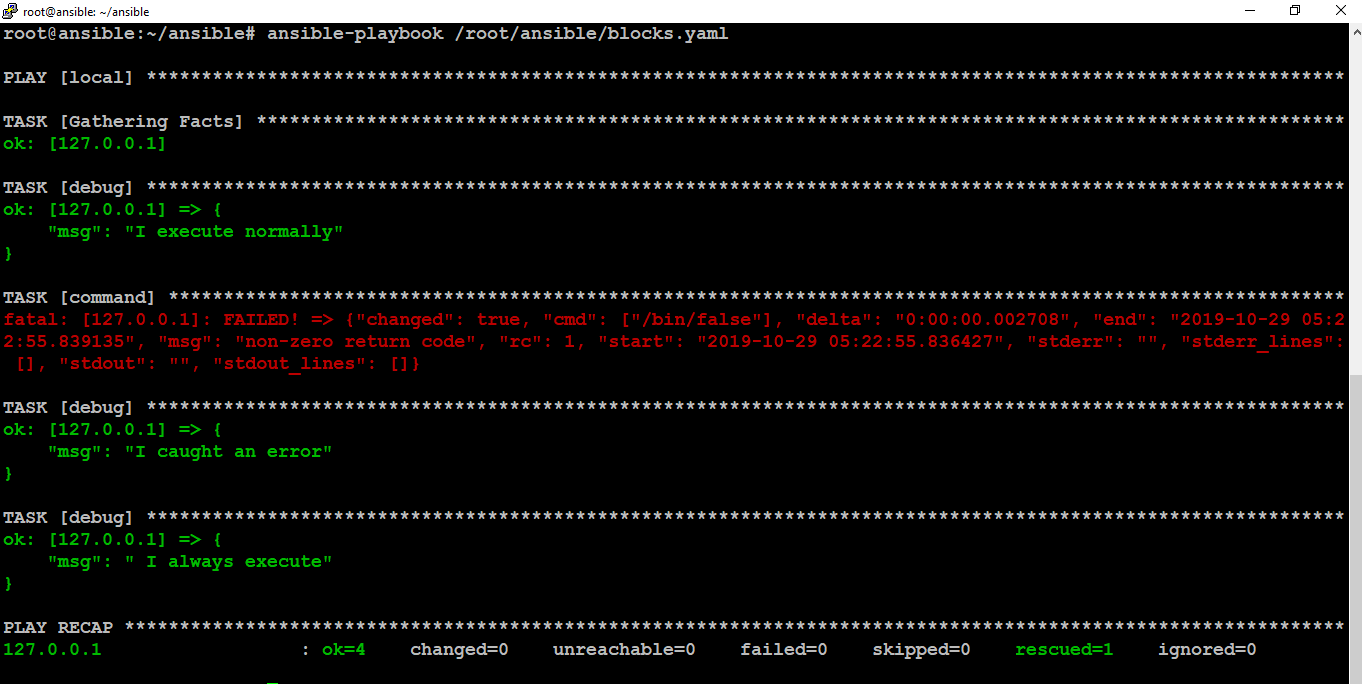 root@ansible: ~/ansible
root@ansible:~/ansible# ansible-playbook /root/ansible/blocks.yaml
PLAY [local] *************************************************************************************************************
TASK [Gathering Facts] ***************************************************************************************************
ok: [127.0.0.1]
TASK [debug] *************************************************************************************************************
ok: [127.0.0.1] => {
    "msg": "I execute normally"
}
TASK [command] ***********************************************************************************************************
fatal: [127.0.0.1]: FAILED! => {"changed": true, "cmd": ["/bin/false"], "delta": "0:00:00.002708", "end": "2019-10-29 05:2
2:55.839135", "msg": "non-zero return code", "rc": 1, "start": "2019-10-29 05:22:55.836427", "stderr": "", "stderr_lines":
 [], "stdout": "", "stdout_lines": []}
TASK [debug] *************************************************************************************************************
ok: [127.0.0.1] => {
    "msg": "I caught an error"
}
TASK [debug] *************************************************************************************************************
ok: [127.0.0.1] => {
    "msg": " I always execute"
}
PLAY RECAP ***************************************************************************************************************
127.0.0.1                  : ok=4    changed=0    unreachable=0    failed=0    skipped=0    rescued=1    ignored=0